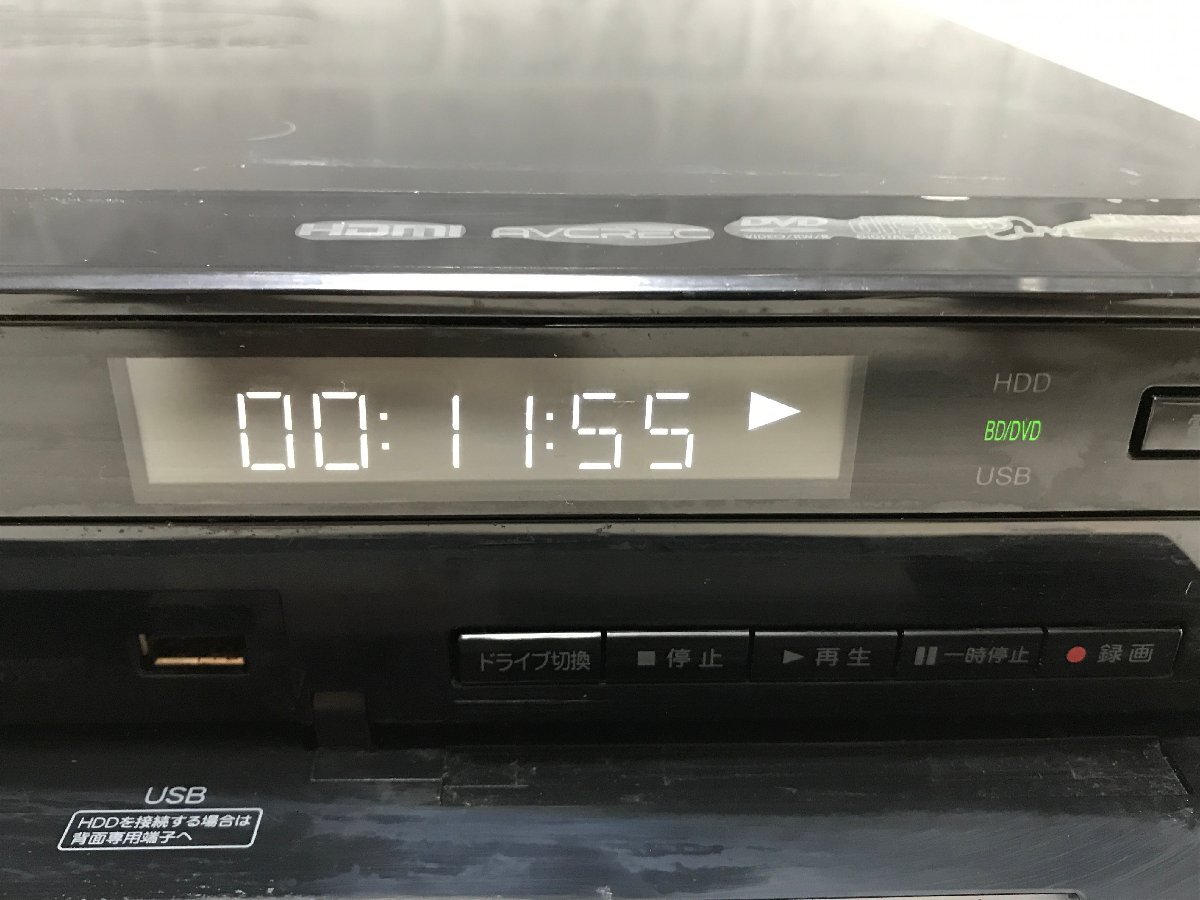 HDMI
AVCREC
DVD
00:11:55 ▶
HDD
BD/DVD
USB
ドライブ切換
■ 停止
▶ 再生
❚❚ 一時停止
● 録画
USB
HDDを接続する場合は
背面専用端子へ